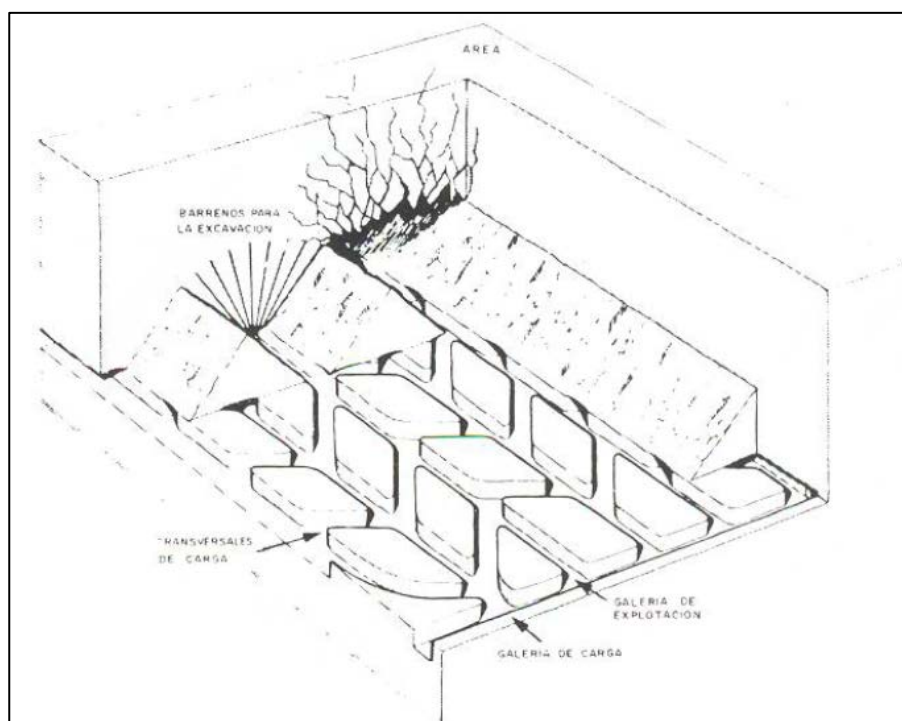 AREA
BARRENOS PARA
LA EXCAVACION
TRANSVERSALES
DE CARGA
GALERIA DE
EXPLOTACION
GALERIA DE CARGA